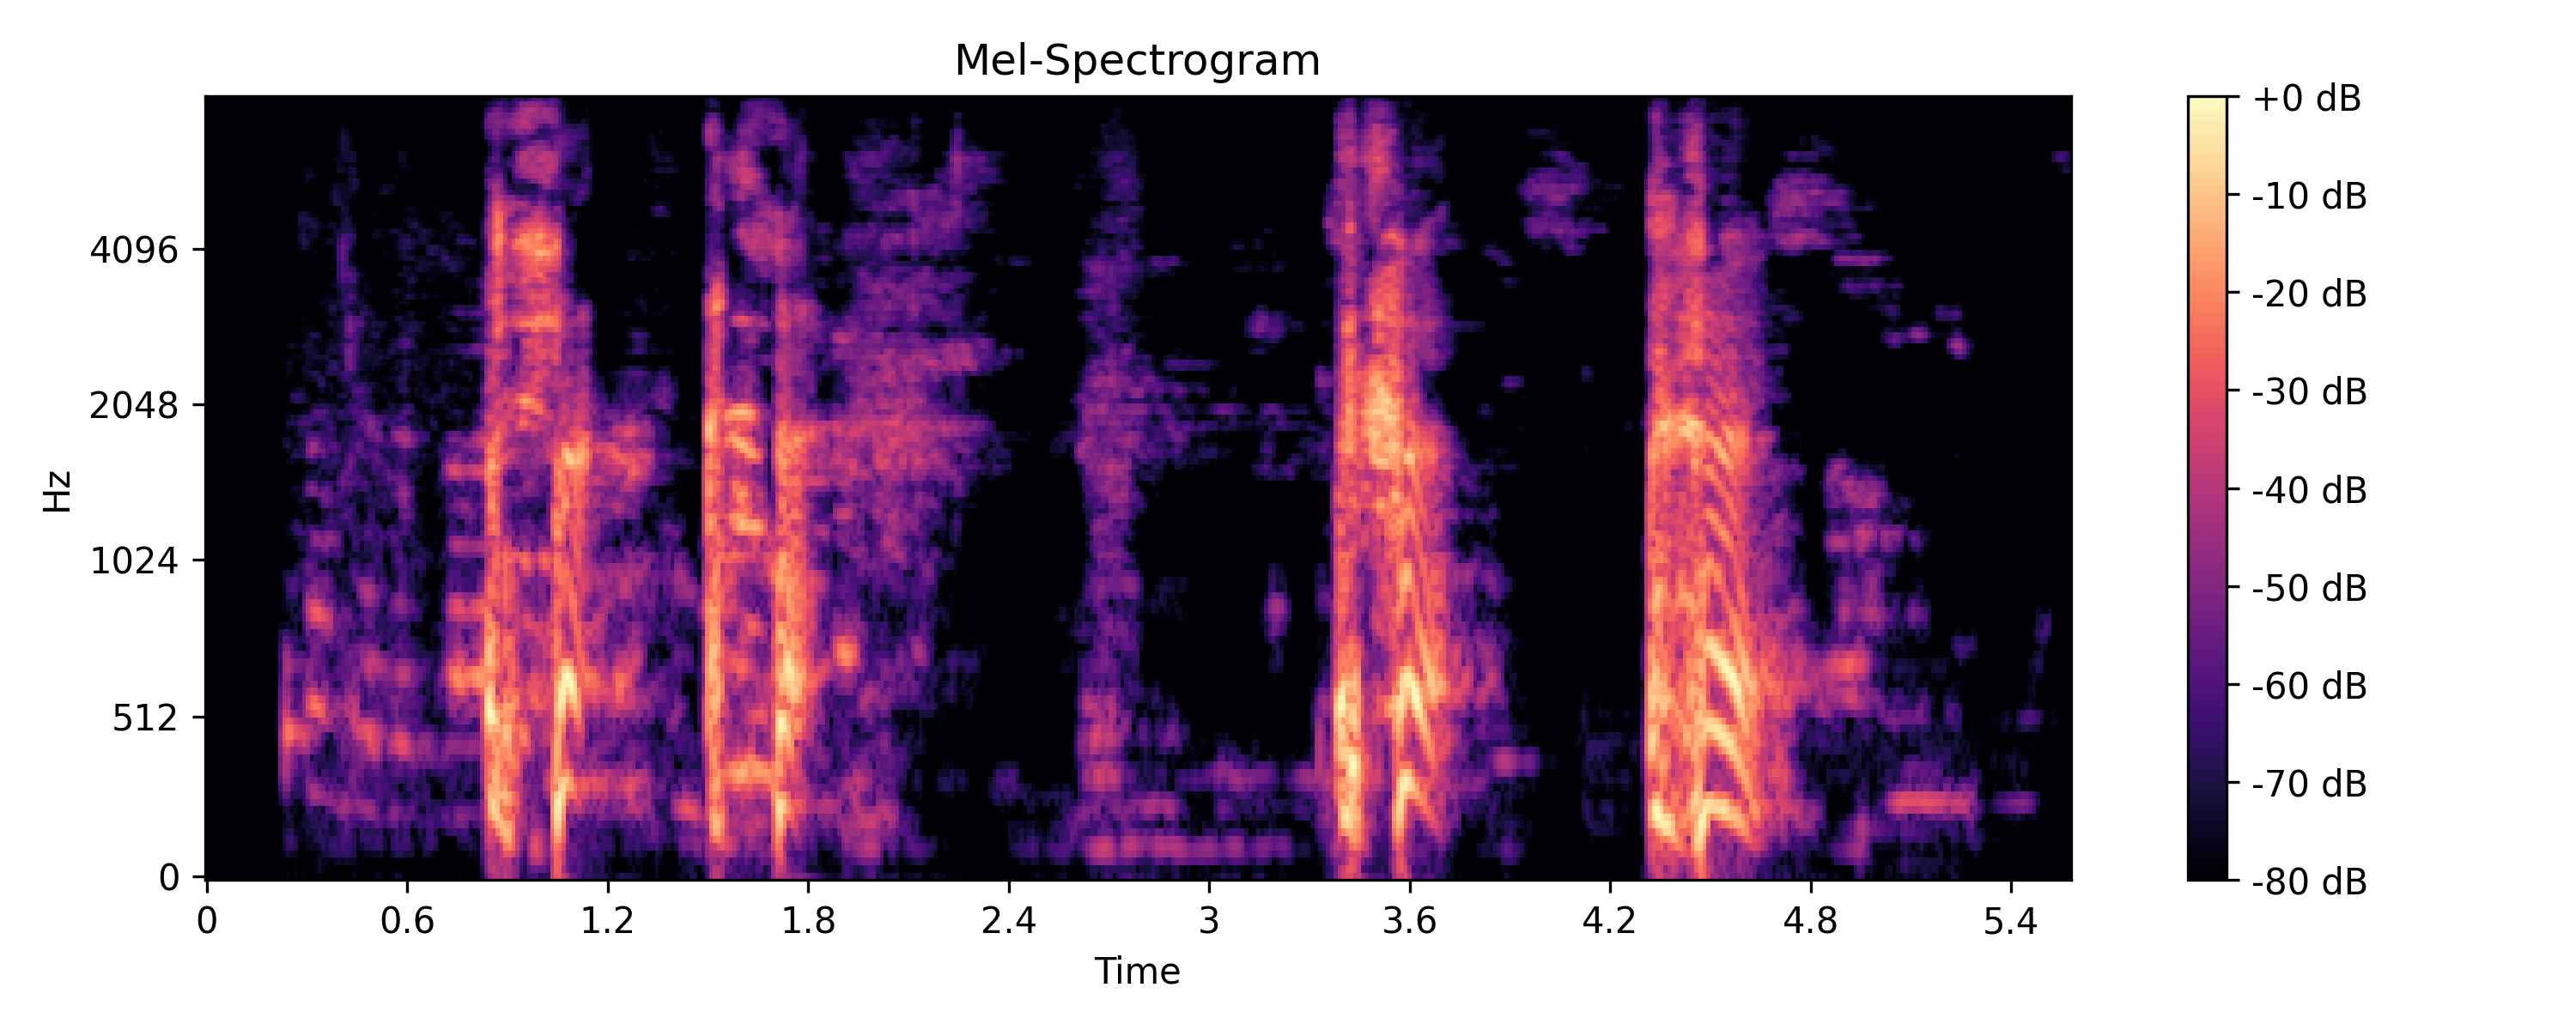 Mel-Spectrogram
+0 dB
-10 dB
-20 dB
-30 dB
-40 dB
-50 dB
-60 dB
-70 dB
-80 dB
Hz
4096
2048
1024
512
0
0 0.6 1.2 1.8 2.4 3 3.6 4.2 4.8 5.4
Time